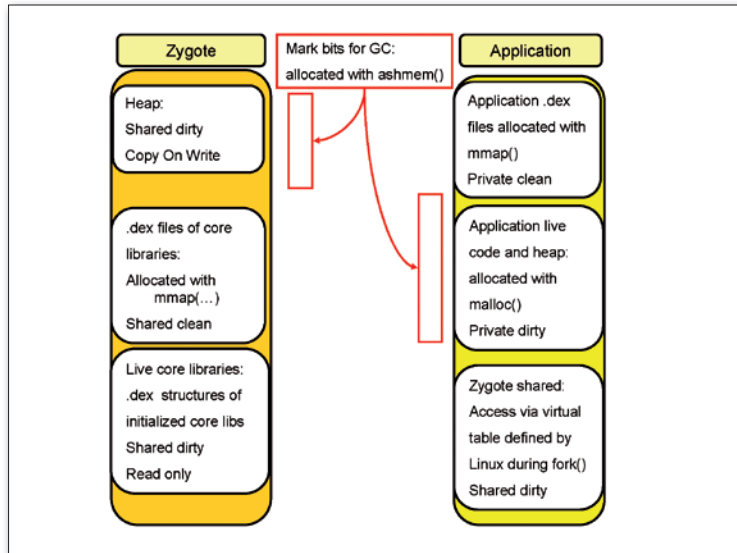 Zygote
Heap:
Shared dirty
Copy On Write
.dex files of core
libraries:
Allocated with
mmap(…)
Shared clean
Live core libraries:
.dex structures of
initialized core libs
Shared dirty
Read only
Mark bits for GC:
allocated with ashmem()
Application
Application .dex
files allocated with
mmap()
Private clean
Application live
code and heap:
allocated with
malloc()
Private dirty
Zygote shared:
Access via virtual
table defined by
Linux during fork()
Shared dirty